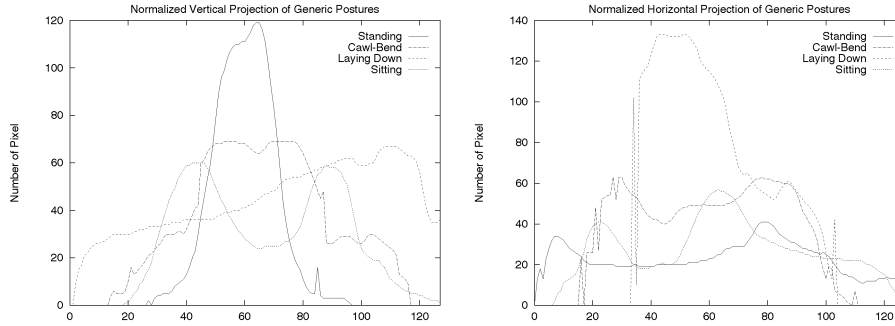 Normalized Vertical Projection of Generic Postures
120
100
80
60
40
20
0
Number of Pixel
Standing
Cawl-Bend
Laying Down
Sitting
0 20 40 60 80 100 120
Normalized Horizontal Projection of Generic Postures
140
120
100
80
60
40
20
0
Number of Pixel
Standing
Cawl-Bend
Laying Down
Sitting
0 20 40 60 80 100 120